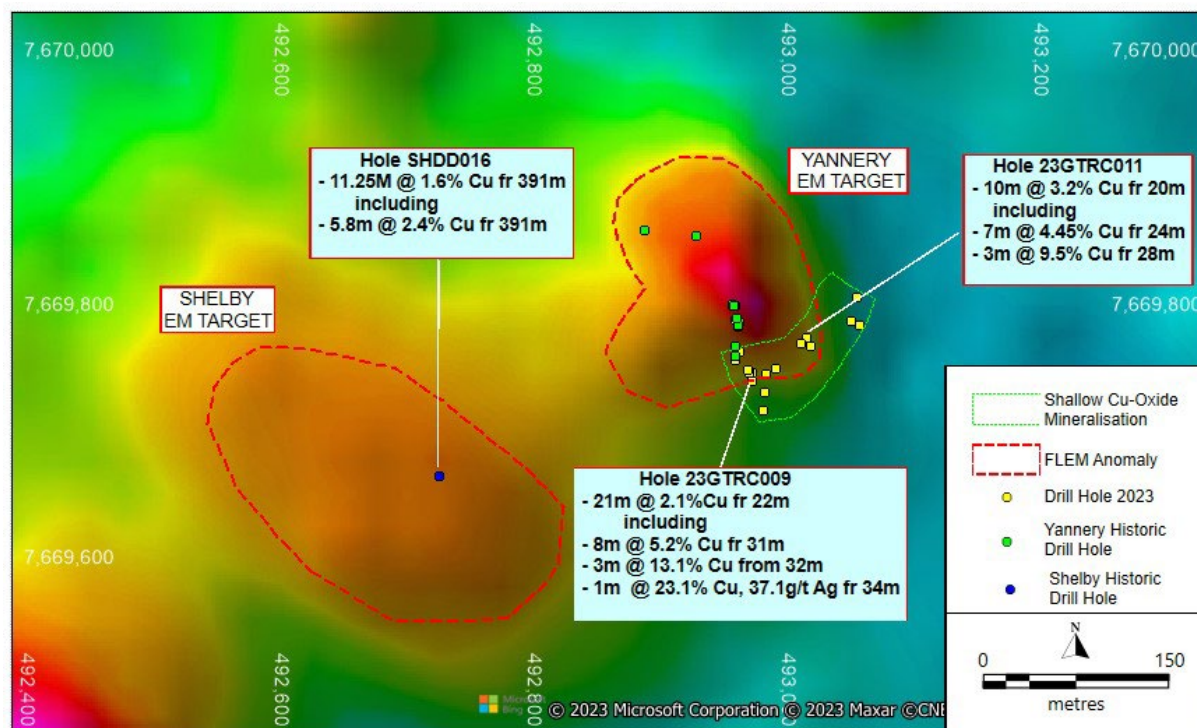 7,670,000
492,600
492,800
493,000
493,200
7,670,000
YANNERY
EM TARGET
Hole SHDD016
- 11.25M @ 1.6% Cu fr 391m
including
- 5.8m @ 2.4% Cu fr 391m
Hole 23GTRC011
- 10m @ 3.2% Cu fr 20m
including
- 7m @ 4.45% Cu fr 24m
- 3m @ 9.5% Cu fr 28m
7,669,800
SHELBY
EM TARGET
7,669,800
Hole 23GTRC009
- 21m @ 2.1%Cu fr 22m
including
- 8m @ 5.2% Cu fr 31m
- 3m @ 13.1% Cu from 32m
- 1m @ 23.1% Cu, 37.1g/t Ag fr 34m
7,669,600
Shallow Cu-Oxide
Mineralisation
FLEM Anomaly
Drill Hole 2023
Yannery Historic
Drill Hole
Shelby Historic
Drill Hole
N
0
150
metres
492,400
492,600
492,800
493,000
Microsoft
Bing
© 2023 Microsoft Corporation © 2023 Maxar ©CNE